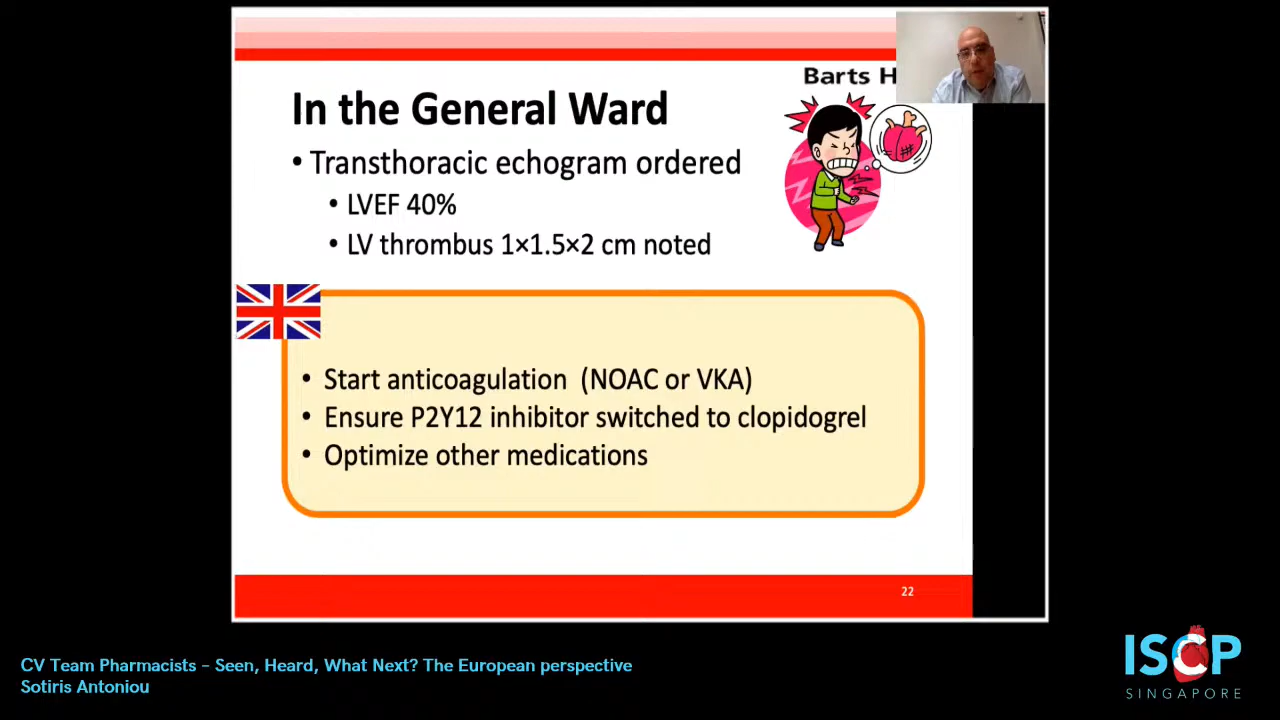 Barts H
In the General Ward
• Transthoracic echogram ordered
• LVEF 40%
• LV thrombus 1×1.5×2 cm noted
• Start anticoagulation (NOAC or VKA)
• Ensure P2Y12 inhibitor switched to clopidogrel
• Optimize other medications
22
CV Team Pharmacists – Seen, Heard, What Next? The European perspective
Sotiris Antoniou
ISCP
SINGAPORE